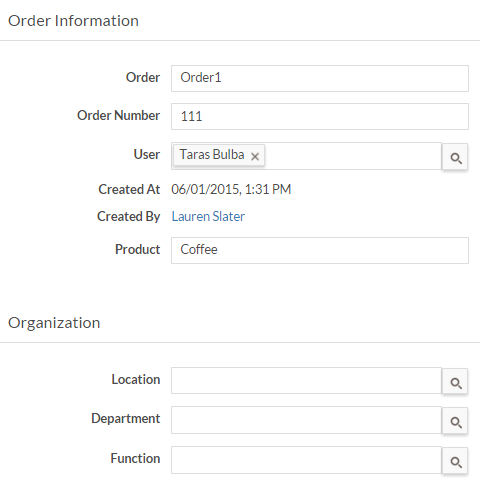 Order Information
Order Order1
Order Number 111
User Taras Bulba
Created At 06/01/2015, 1:31 PM
Created By Lauren Slater
Product Coffee
Organization
Location
Department
Function